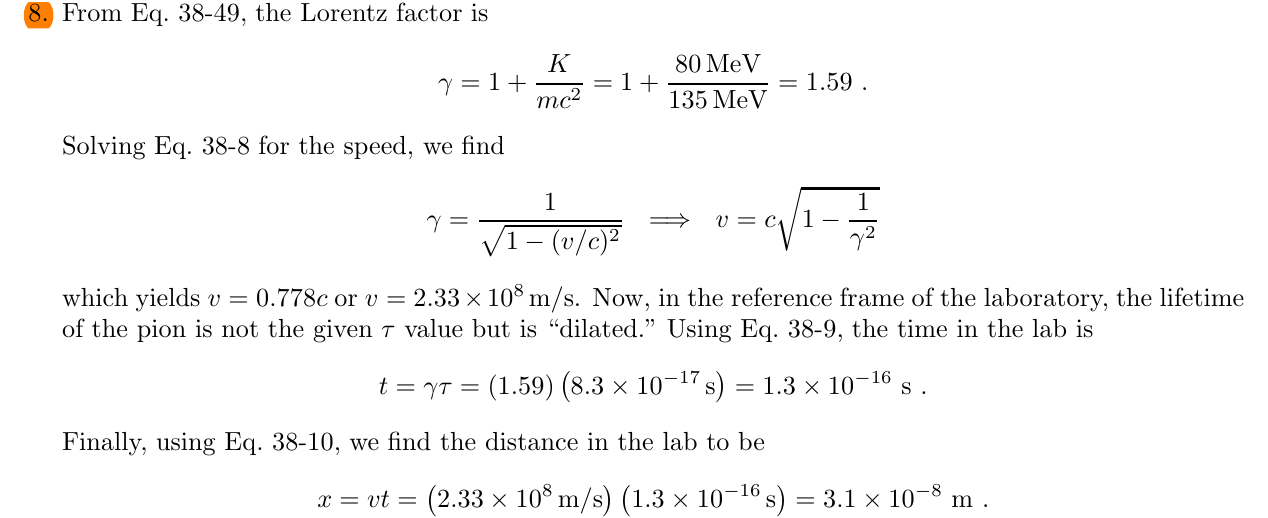 8. From Eq. 38-49, the Lorentz factor is
γ = 1 + K/mc² = 1 + 80 MeV/135 MeV = 1.59 .
Solving Eq. 38-8 for the speed, we find
γ = 1/√(1 − (v/c)²) ⟹ v = c√(1 − 1/γ²)
which yields v = 0.778c or v = 2.33 × 10⁸ m/s. Now, in the reference frame of the laboratory, the lifetime
of the pion is not the given τ value but is “dilated.” Using Eq. 38-9, the time in the lab is
t = γτ = (1.59) (8.3 × 10⁻¹⁷ s) = 1.3 × 10⁻¹⁶ s .
Finally, using Eq. 38-10, we find the distance in the lab to be
x = vt = (2.33 × 10⁸ m/s) (1.3 × 10⁻¹⁶ s) = 3.1 × 10⁻⁸ m .